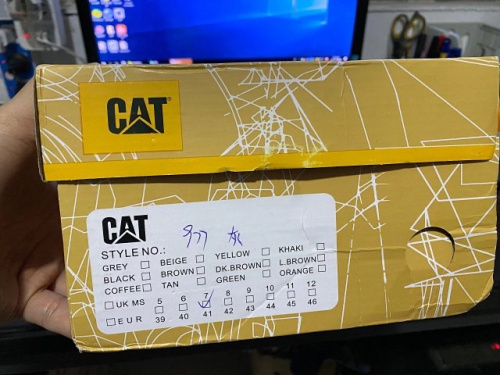 CAT
CAT
STYLE NO.: 977 灰
GREY BEIGE YELLOW KHAKI
BLACK BROWN DK.BROWN L.BROWN
COFFEE TAN GREEN ORANGE
UK MS 5 6 7 8 9 10 11 12
EUR 39 40 41 42 43 44 45 46